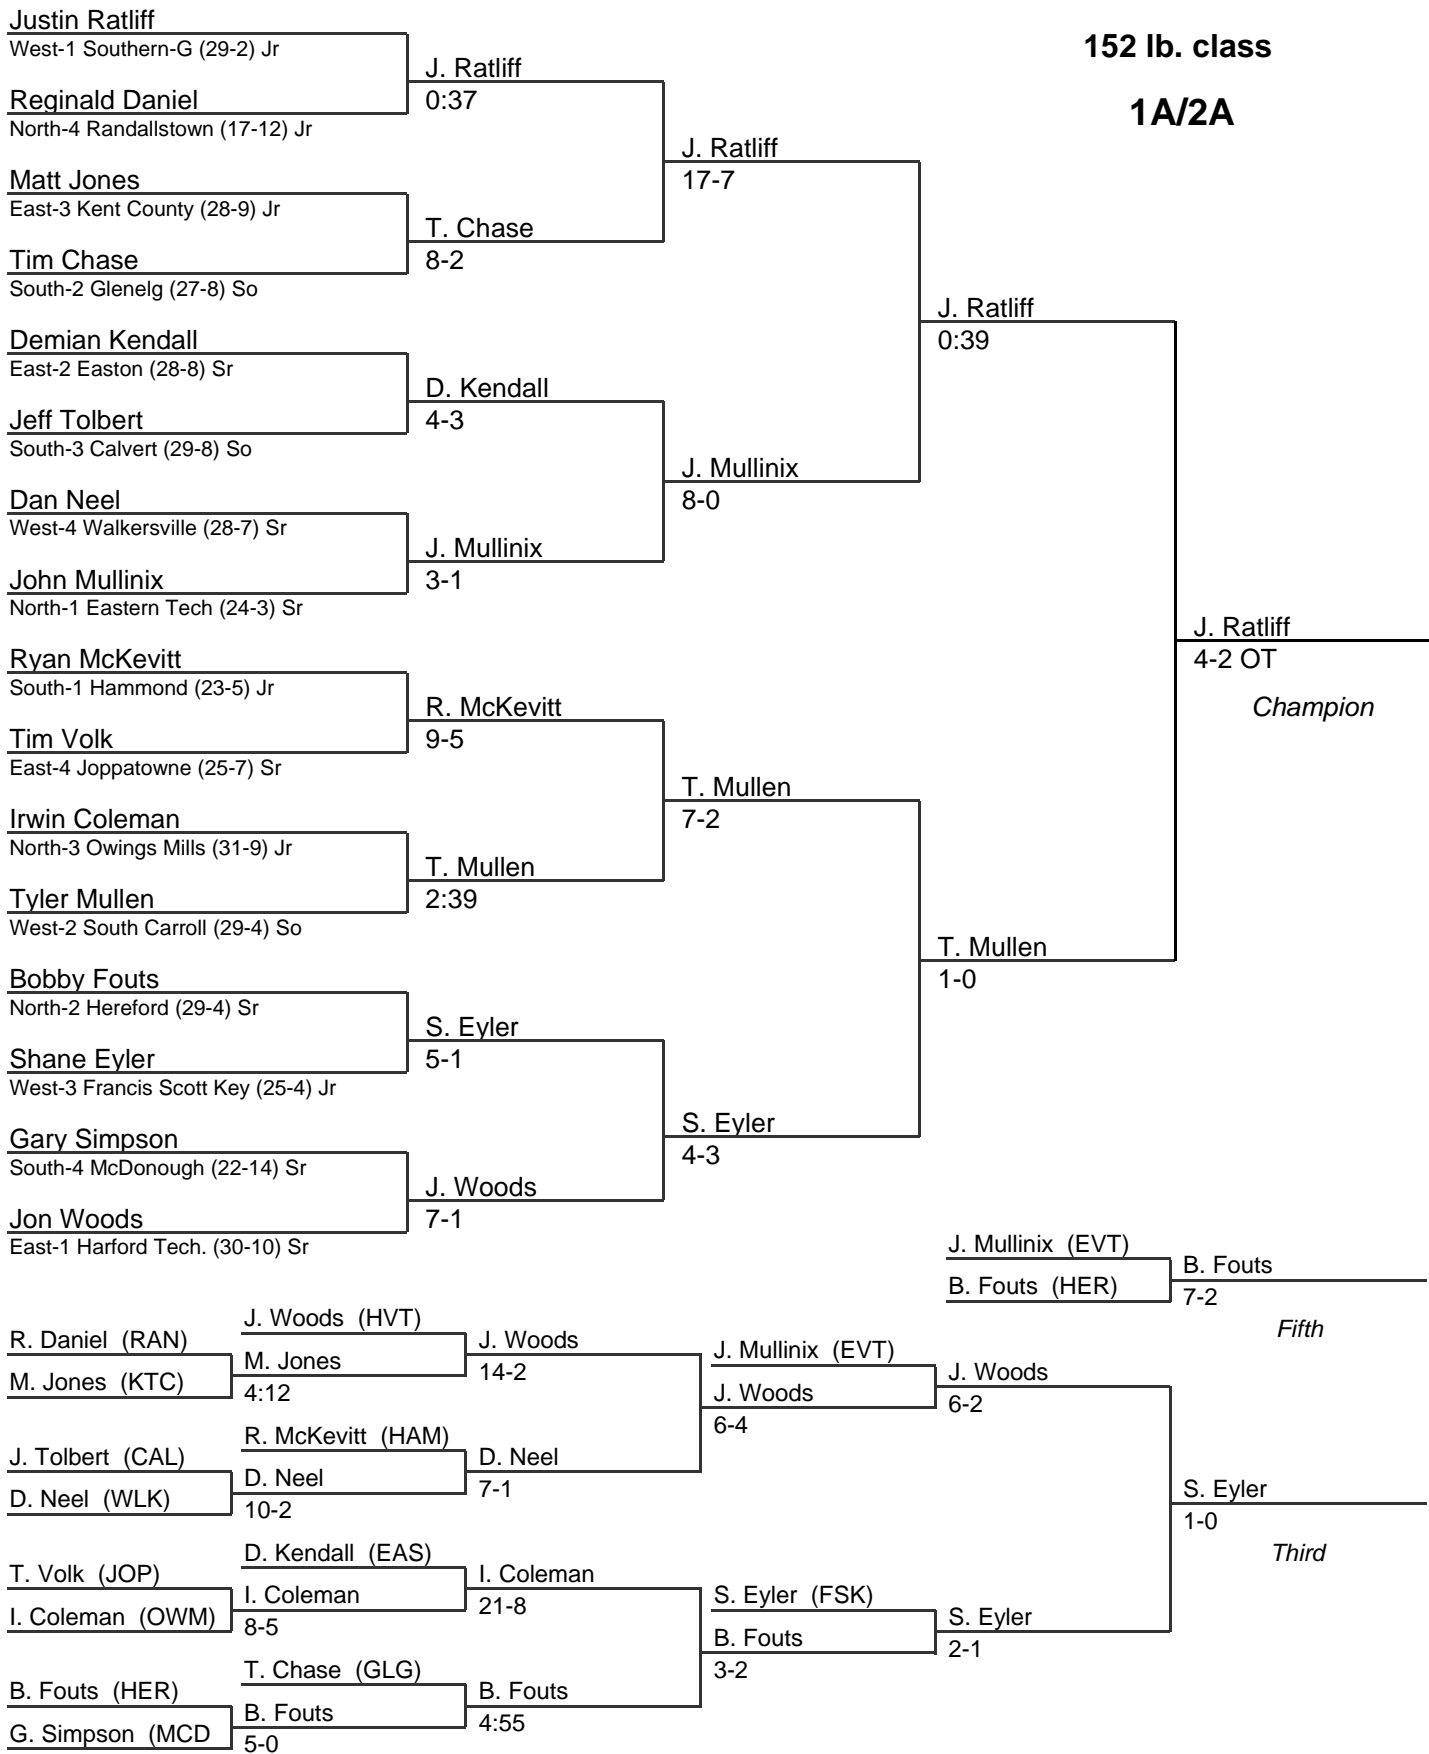 152 lb. class
1A/2A
Justin Ratliff
West-1 Southern-G (29-2) Jr
Reginald Daniel
North-4 Randallstown (17-12) Jr
Matt Jones
East-3 Kent County (28-9) Jr
Tim Chase
South-2 Glenelg (27-8) So
Demian Kendall
East-2 Easton (28-8) Sr
Jeff Tolbert
South-3 Calvert (29-8) So
Dan Neel
West-4 Walkersville (28-7) Sr
John Mullinix
North-1 Eastern Tech (24-3) Sr
Ryan McKevitt
South-1 Hammond (23-5) Jr
Tim Volk
East-4 Joppatowne (25-7) Sr
Irwin Coleman
North-3 Owings Mills (31-9) Jr
Tyler Mullen
West-2 South Carroll (29-4) So
Bobby Fouts
North-2 Hereford (29-4) Sr
Shane Eyler
West-3 Francis Scott Key (25-4) Jr
Gary Simpson
South-4 McDonough (22-14) Sr
Jon Woods
East-1 Harford Tech. (30-10) Sr
J. Ratliff
0:37
T. Chase
8-2
D. Kendall
4-3
J. Mullinix
3-1
R. McKevitt
9-5
T. Mullen
2:39
S. Eyler
5-1
J. Woods
7-1
J. Ratliff
17-7
J. Mullinix
8-0
T. Mullen
7-2
S. Eyler
4-3
J. Ratliff
0:39
T. Mullen
1-0
J. Ratliff
4-2 OT
Champion
J. Mullinix (EVT)
B. Fouts (HER)
B. Fouts
7-2
Fifth
R. Daniel (RAN)
M. Jones (KTC)
J. Tolbert (CAL)
D. Neel (WLK)
T. Volk (JOP)
I. Coleman (OWM)
B. Fouts (HER)
G. Simpson (MCD
J. Woods (HVT)
M. Jones
4:12
R. McKevitt (HAM)
D. Neel
10-2
D. Kendall (EAS)
I. Coleman
8-5
T. Chase (GLG)
B. Fouts
5-0
J. Woods
14-2
D. Neel
7-1
I. Coleman
21-8
B. Fouts
4:55
J. Mullinix (EVT)
J. Woods
6-4
S. Eyler (FSK)
B. Fouts
3-2
J. Woods
6-2
S. Eyler
2-1
S. Eyler
1-0
Third